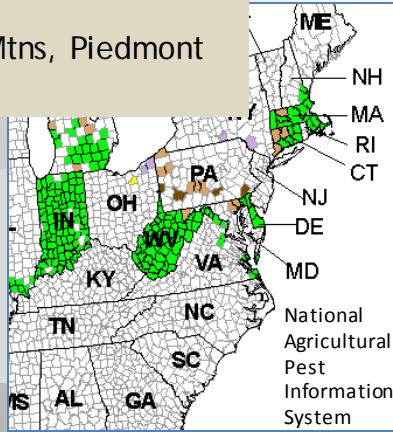 Mtns, Piedmont
ME
NH
MA
RI
CT
NJ
DE
MD
PA
OH
IN
WV
VA
KY
NC
TN
SC
AL
GA
National
Agricultural
Pest
Information
System